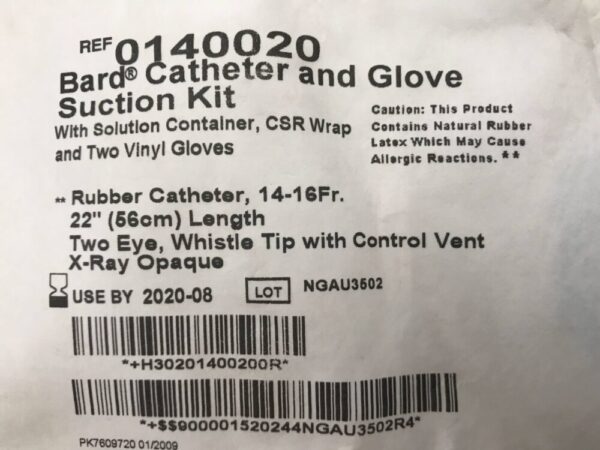 REF 0140020
Bard® Catheter and Glove
Suction Kit
With Solution Container, CSR Wrap
and Two Vinyl Gloves
Caution: This Product
Contains Natural Rubber
Latex Which May Cause
Allergic Reactions. **
** Rubber Catheter, 14-16Fr.
22" (56cm) Length
Two Eye, Whistle Tip with Control Vent
X-Ray Opaque
USE BY 2020-08 LOT NGAU3502
*+H30201400200R*
*+$$900001520244NGAU3502R4*
PK7609720 01/2009